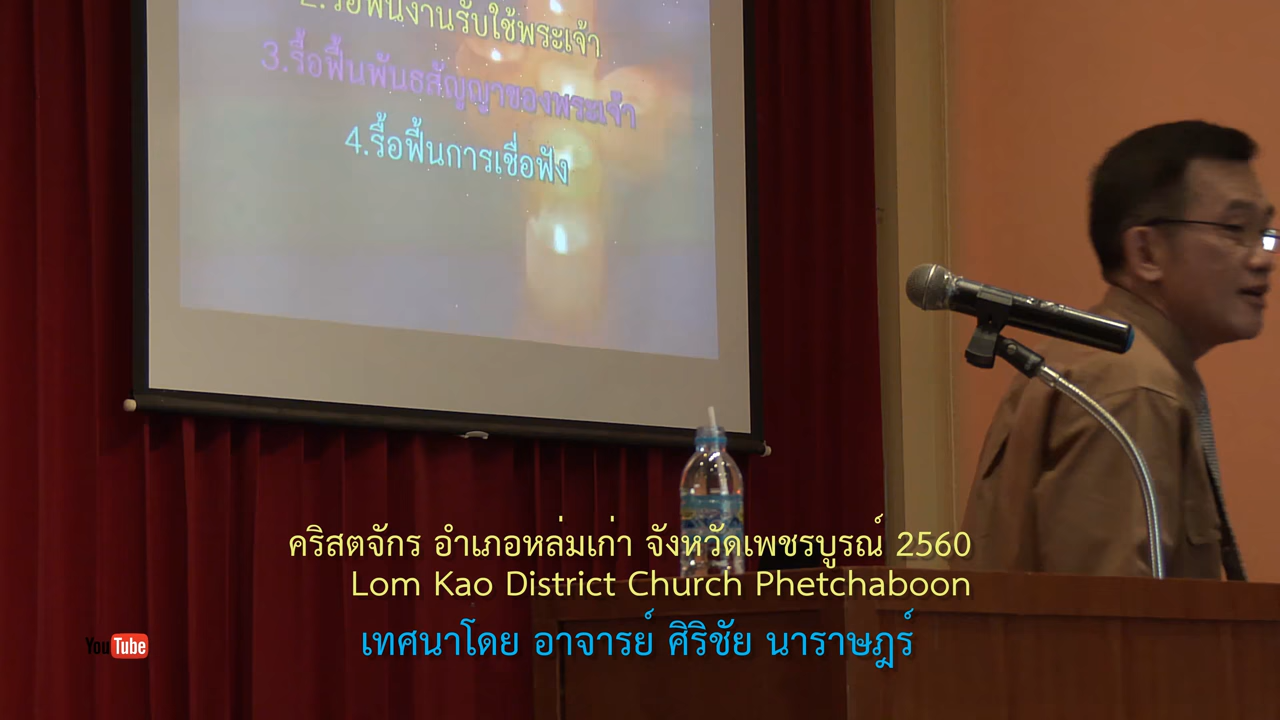 2.รื้อฟื้นงานรับใช้พระเจ้า
3.รื้อฟื้นพันธสัญญาของพระเจ้า
4.รื้อฟื้นการเชื่อฟัง
คริสตจักร อำเภอหล่มเก่า จังหวัดเพชรบูรณ์ 2560
Lom Kao District Church Phetchaboon
เทศนาโดย อาจารย์ ศิริชัย นาราษฎร์
YouTube